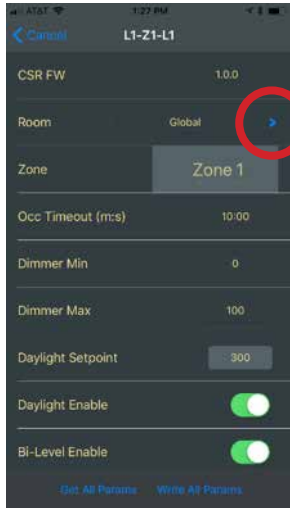 AT&T 1:27 PM
Cancel L1-Z1-L1
CSR FW 1.0.0
Room Global >
Zone Zone 1
Occ Timeout (m:s) 10:00
Dimmer Min 0
Dimmer Max 100
Daylight Setpoint 300
Daylight Enable
Bi-Level Enable
Get All Params Write All Params